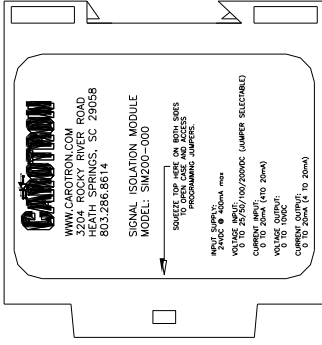 CAROTRON
WWW.CAROTRON.COM
3204 ROCKY RIVER ROAD
HEATH SPRINGS, SC 29058
803.286.8614
SIGNAL ISOLATION MODULE
MODEL: SIM200-000
SQUEEZE TOP HERE ON BOTH SIDES
TO OPEN CASE AND ACCESS
PROGRAMMING JUMPERS.
INPUT SUPPLY:
24VDC @ 400mA max
VOLTAGE INPUT:
0 TO 25/50/100/200VDC (JUMPER SELECTABLE)
CURRENT INPUT:
0 TO 20mA (4TO 20mA)
VOLTAGE OUTPUT:
0 TO 10VDC
CURRENT OUTPUT:
0 TO 20mA (4 TO 20mA)